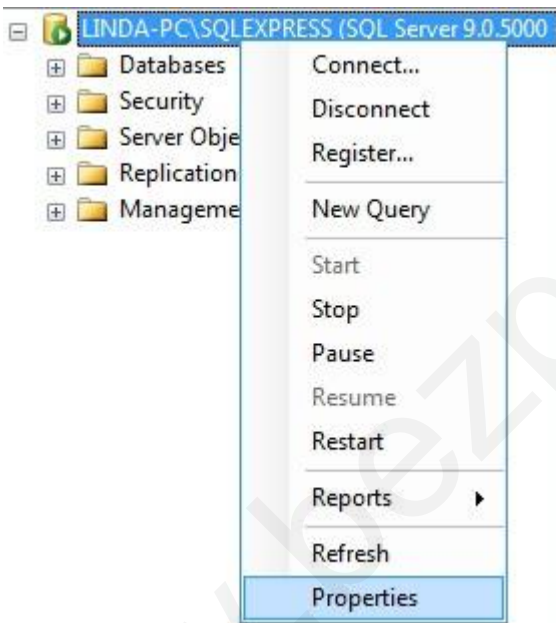 LINDA-PC\SQLEXPRESS (SQL Server 9.0.5000 -
Databases
Security
Server Obje
Replication
Manageme
Connect...
Disconnect
Register...
New Query
Start
Stop
Pause
Resume
Restart
Reports
Refresh
Properties